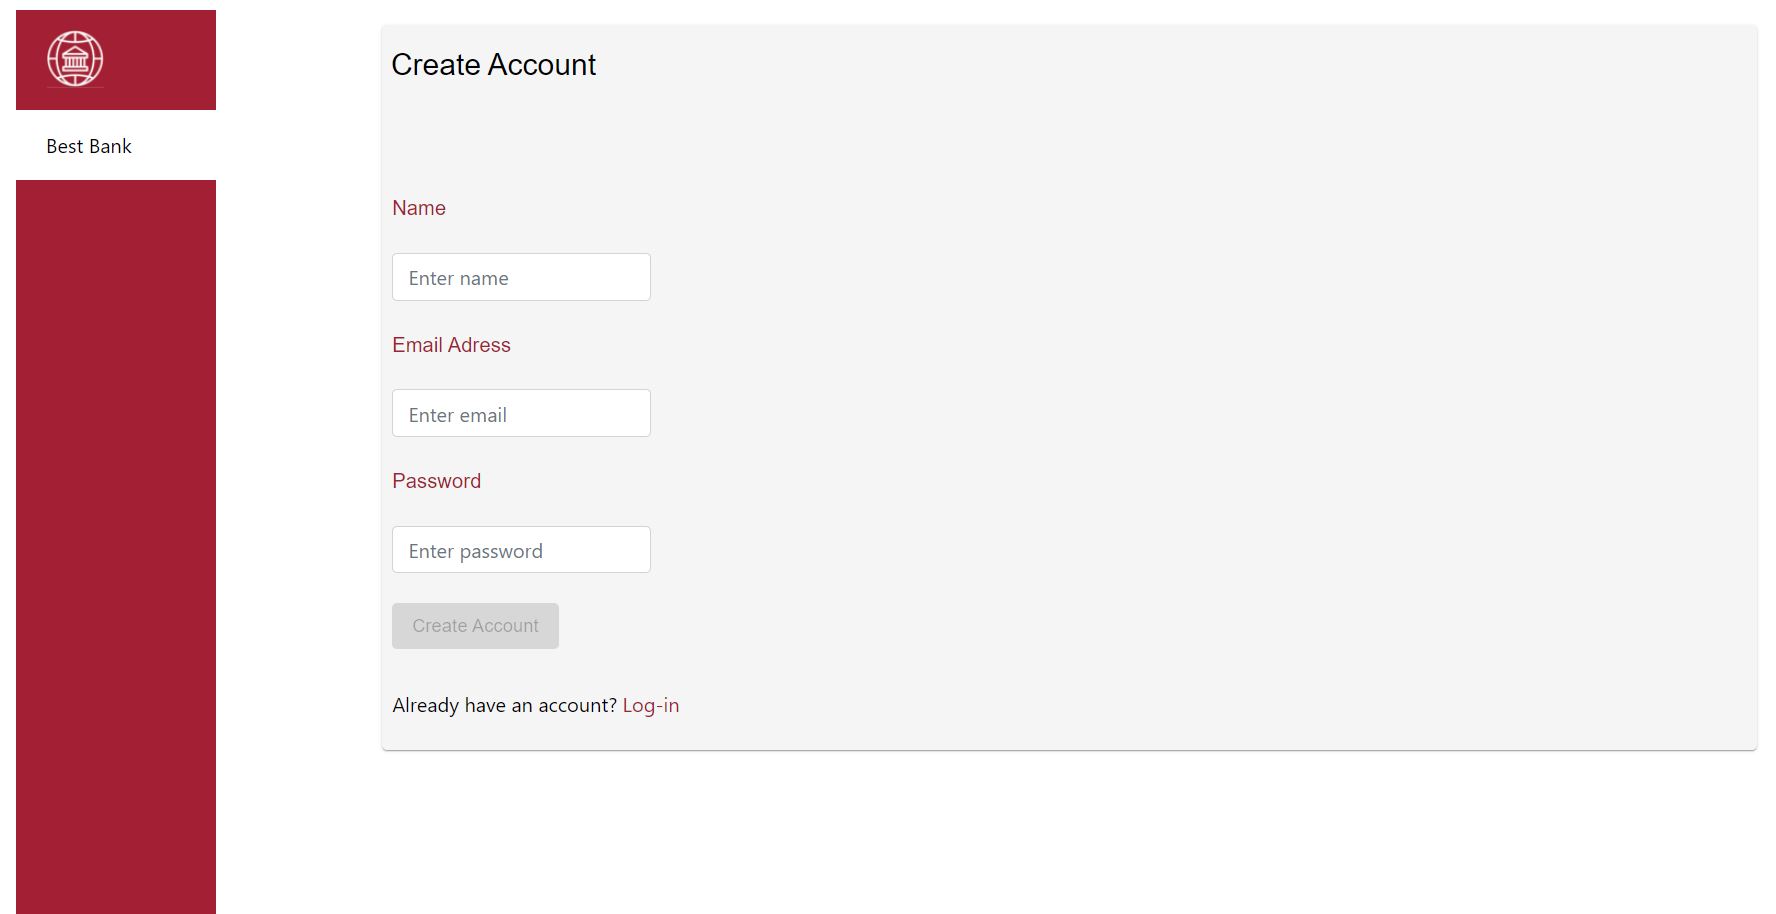 Best Bank
Create Account
Name
Enter name
Email Adress
Enter email
Password
Enter password
Create Account
Already have an account? Log-in